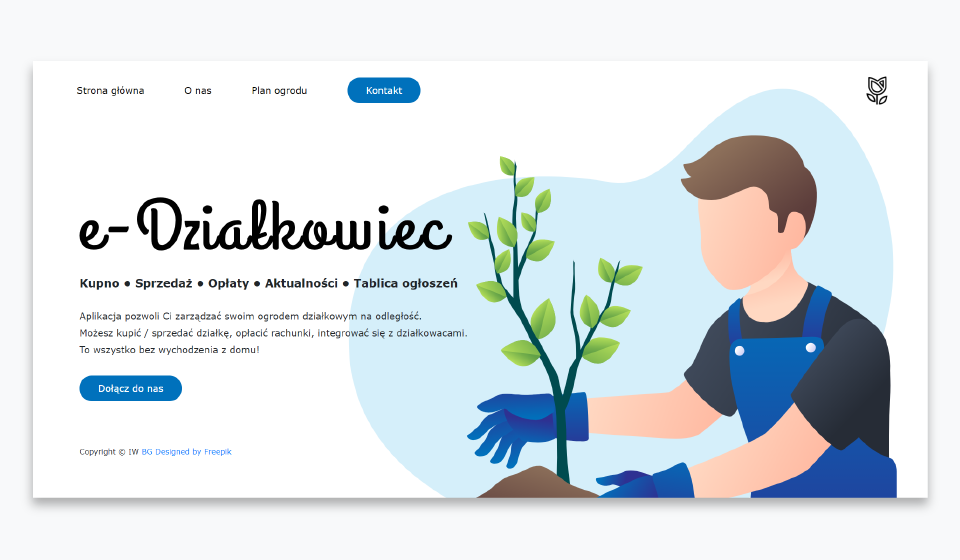 Strona główna O nas Plan ogrodu Kontakt
e-Działkowiec
Kupno • Sprzedaż • Opłaty • Aktualności • Tablica ogłoszeń
Aplikacja pozwoli Ci zarządzać swoim ogrodem działkowym na odległość.
Możesz kupić / sprzedać działkę, opłacić rachunki, integrować się z działkowacami.
To wszystko bez wychodzenia z domu!
Dołącz do nas
Copyright © IW BG Designed by Freepik